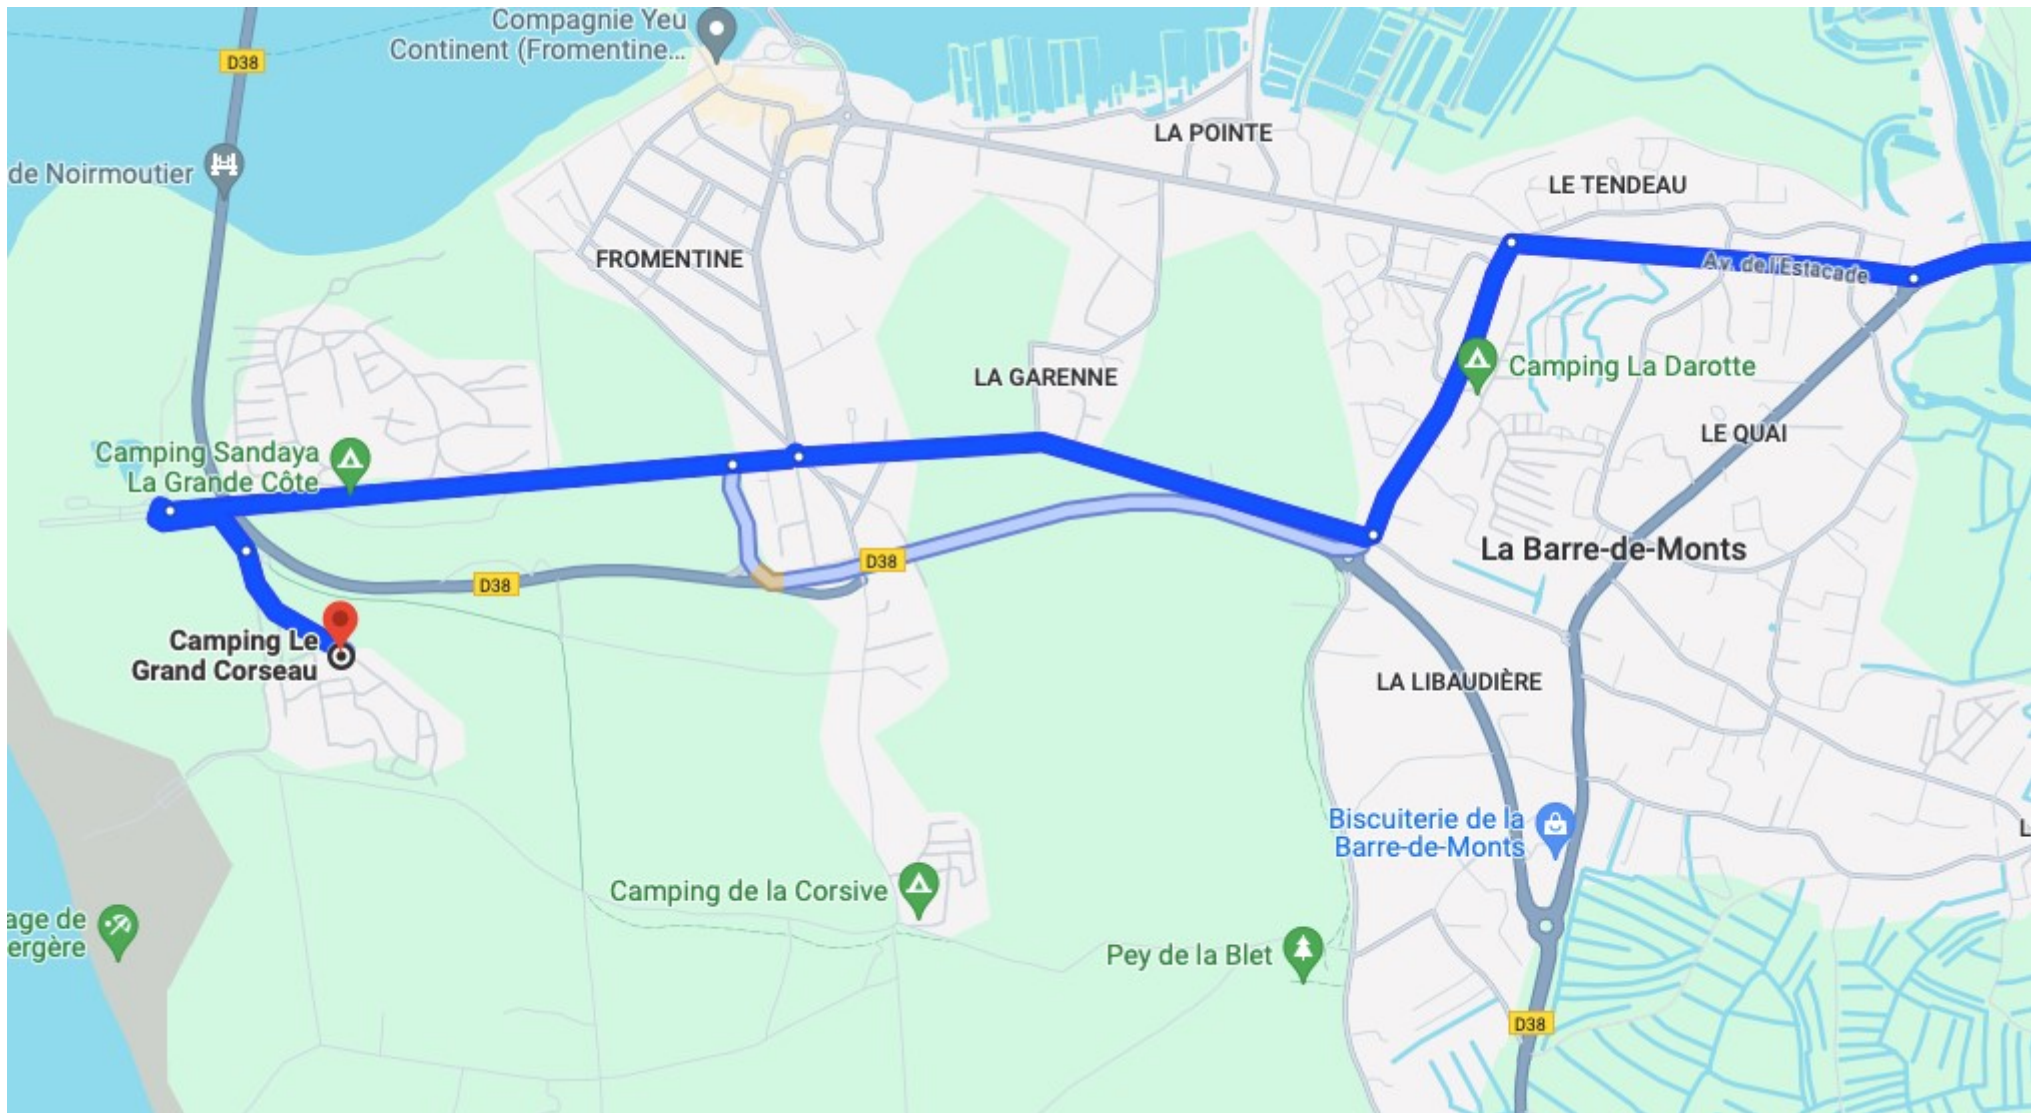 Compagnie Yeu
Continent (Fromentine...
D38
LA POINTE
de Noirmoutier
LE TENDEAU
FROMENTINE
Av. de l'Estacade
Camping La Darotte
LA GARENNE
LE QUAI
Camping Sandaya
La Grande Côte
La Barre-de-Monts
D38
D38
Camping Le
Grand Corseau
LA LIBAUDIÈRE
Biscuiterie de la
Barre-de-Monts
L
Camping de la Corsive
age de
ergère
Pey de la Blet
D38